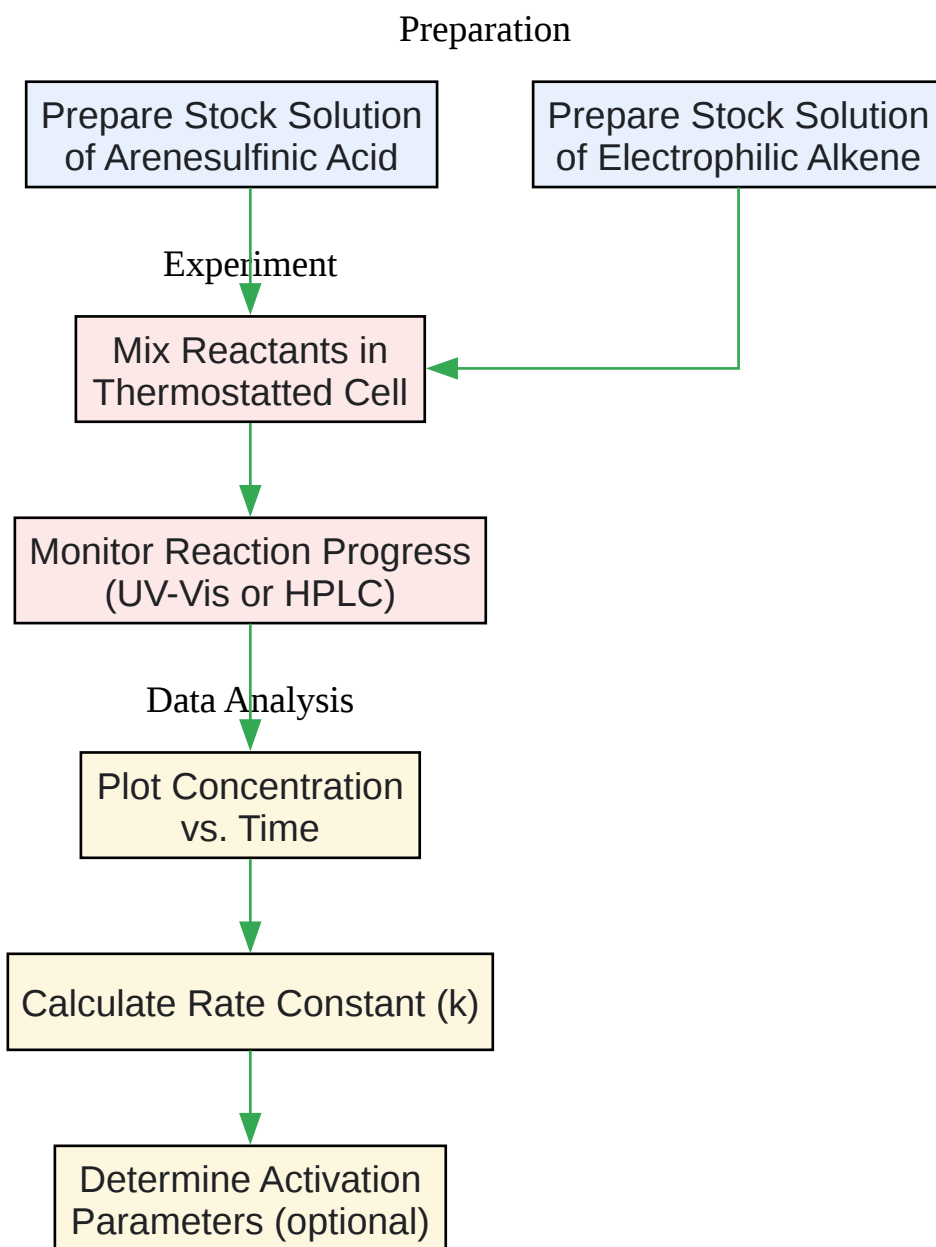 Preparation
Prepare Stock Solution
of Arenesulfinic Acid
Prepare Stock Solution
of Electrophilic Alkene
Experiment
Mix Reactants in
Thermostatted Cell
Monitor Reaction Progress
(UV-Vis or HPLC)
Data Analysis
Plot Concentration
vs. Time
Calculate Rate Constant (k)
Determine Activation
Parameters (optional)